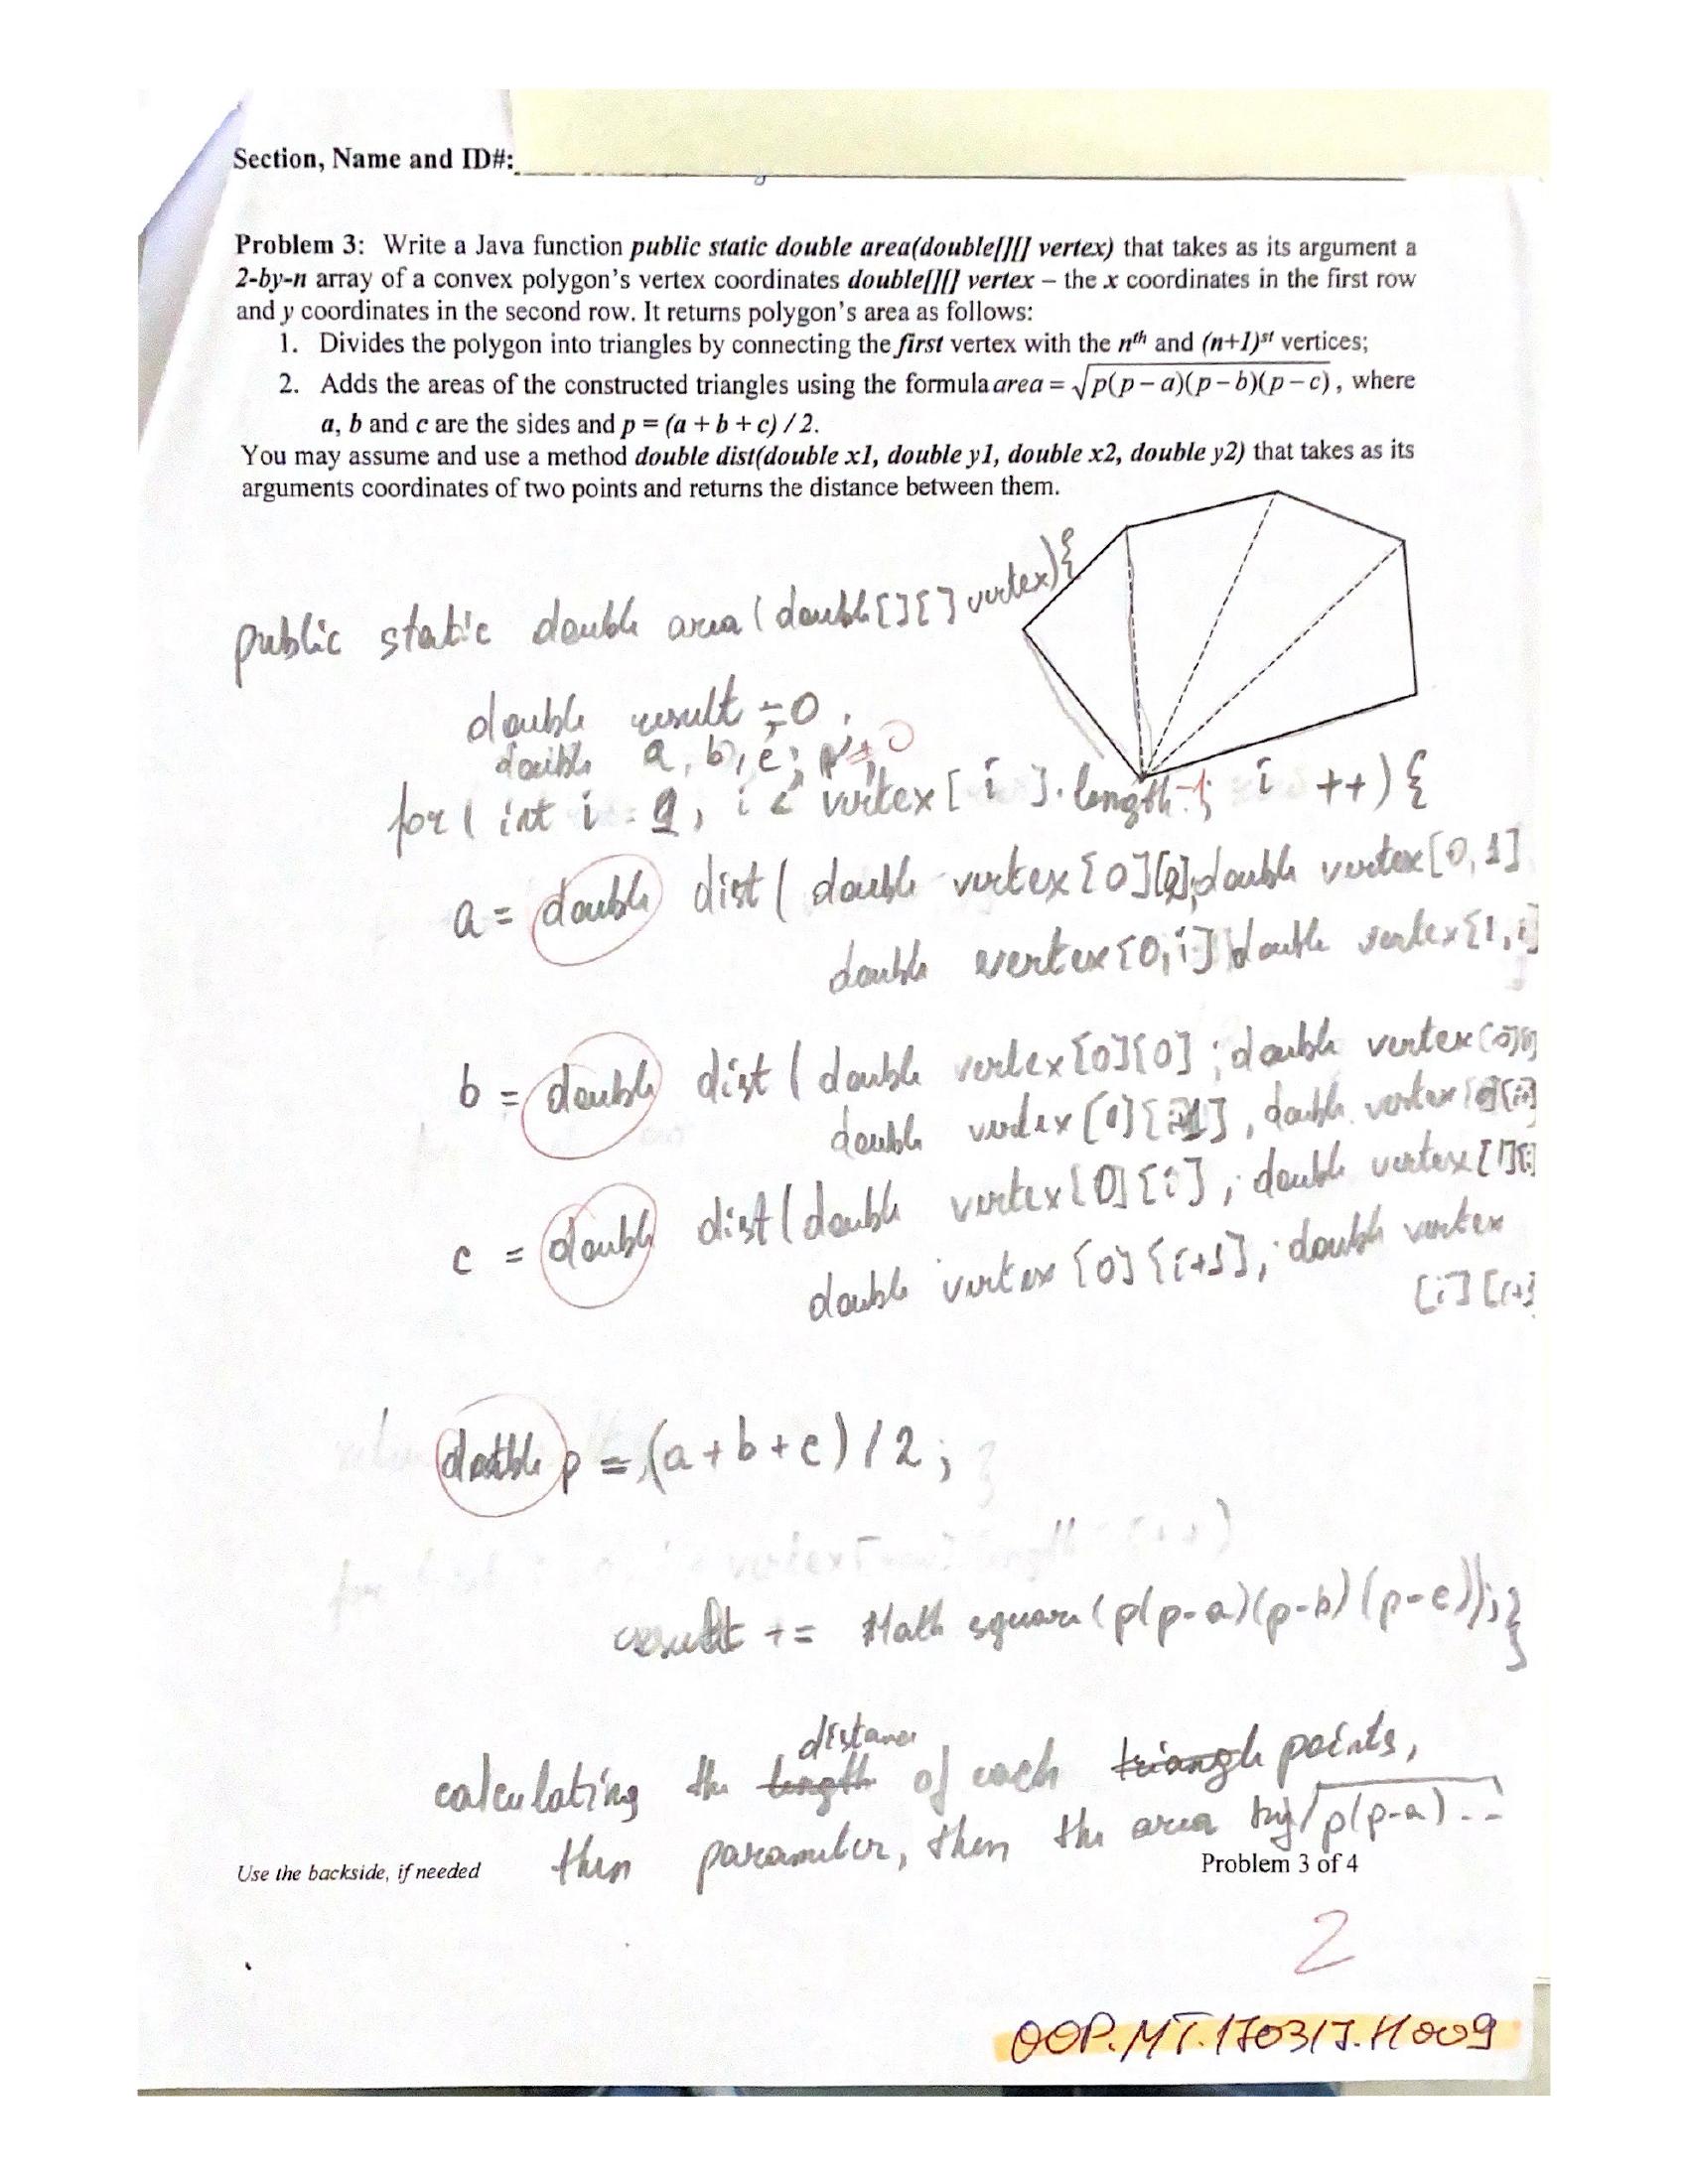 Section, Name and ID#:
Problem 3: Write a Java function public static double area(double[][] vertex) that takes as its argument a
2-by-n array of a convex polygon's vertex coordinates double[][] vertex – the x coordinates in the first row
and y coordinates in the second row. It returns polygon's area as follows:
1. Divides the polygon into triangles by connecting the first vertex with the nth and (n+1)st vertices;
2. Adds the areas of the constructed triangles using the formula area = √p(p – a)(p – b)(p – c) , where
a, b and c are the sides and p = (a + b + c) / 2.
You may assume and use a method double dist(double x1, double y1, double x2, double y2) that takes as its
arguments coordinates of two points and returns the distance between them.
public static double area ( double[][] vertex){
double result = 0;
double a, b, c;
for ( int i = 1; i < vertex[ i ].length-1; i ++) {
a = double dist ( double vertex[0][0]; double vertex[0,1]
double vertex[0,i] double vertex[1,i]
b = double dist ( double vertex[0][0] ; double vertex
double vertex , double vertex
c = double dist ( double vertex[0][i] , double vertex[1][i]
double vertex [0] [i+1], double vertex
[i] [i+1
double p = (a+b+c) / 2 ;
result += Math square ( p(p-a)(p-b) (p-c));}
distance
calculating the length of each triangle points,
then parameter, then the area by √p(p-a) --
Use the backside, if needed
Problem 3 of 4
2
OOP.MT.170317.H009